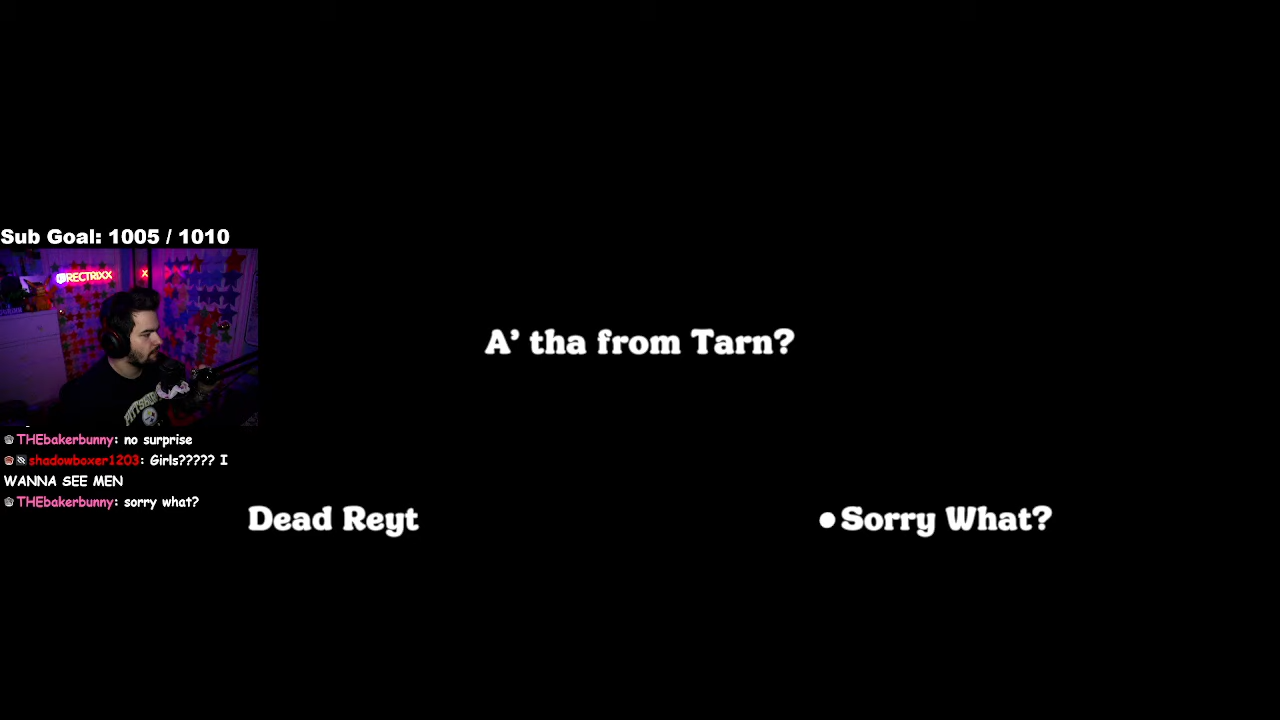 Sub Goal: 1005 / 1010
RECTRIXX
A' tha from Tarn?
THEbakerbunny: no surprise
shadowboxer1203: Girls????? I
WANNA SEE MEN
THEbakerbunny: sorry what?
Dead Reyt
Sorry What?